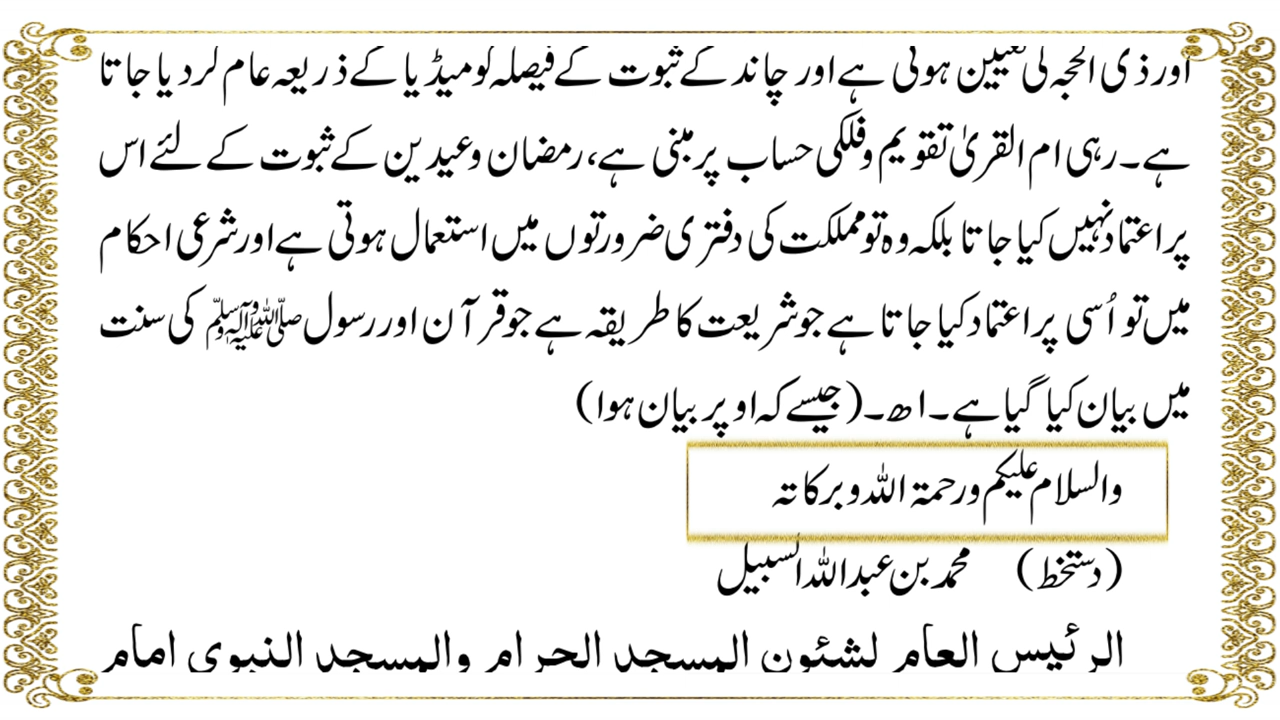 اور ذی الحجہ کی تعیین ہوتی ہے اور چاند کے ثبوت کے فیصلہ کو میڈیا کے ذریعہ عام کر دیا جاتا
ہے۔ رہی ام القریٰ تقویم وفلکی حساب پر مبنی ہے، رمضان وعیدین کے ثبوت کے لئے اس
پر اعتماد نہیں کیا جاتا بلکہ وہ تو مملکت کی دفتری ضرورتوں میں استعمال ہوتی ہے اور شرعی احکام
میں تو اُسی پر اعتماد کیا جاتا ہے جو شریعت کا طریقہ ہے جو قرآن اور رسول ﷺ کی سنت
میں بیان کیا گیا ہے۔ اھ۔ (جیسے کہ اوپر بیان ہوا)
والسلام علیکم ورحمۃ اللہ وبرکاتہ
(دستخط) محمد بن عبداللہ السبیل
الرئيس العام لشئون المسجد الحرام والمسجد النبوی امام